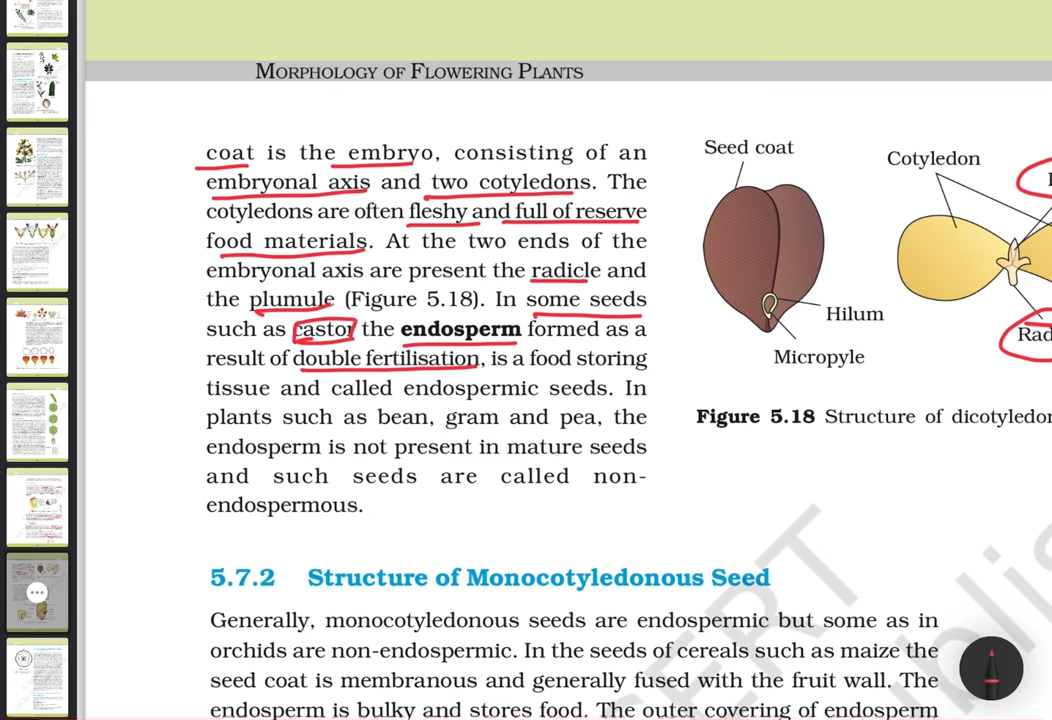 MORPHOLOGY OF FLOWERING PLANTS
coat is the embryo, consisting of an
embryonal axis and two cotyledons. The
cotyledons are often fleshy and full of reserve
food materials. At the two ends of the
embryonal axis are present the radicle and
the plumule (Figure 5.18). In some seeds
such as castor the endosperm formed as a
result of double fertilisation, is a food storing
tissue and called endospermic seeds. In
plants such as bean, gram and pea, the
endosperm is not present in mature seeds
and such seeds are called non-
endospermous.
Seed coat
Cotyledon
Hilum
Micropyle
Rad
Figure 5.18 Structure of dicotyledon
5.7.2 Structure of Monocotyledonous Seed
Generally, monocotyledonous seeds are endospermic but some as in
orchids are non-endospermic. In the seeds of cereals such as maize the
seed coat is membranous and generally fused with the fruit wall. The
endosperm is bulky and stores food. The outer covering of endosperm